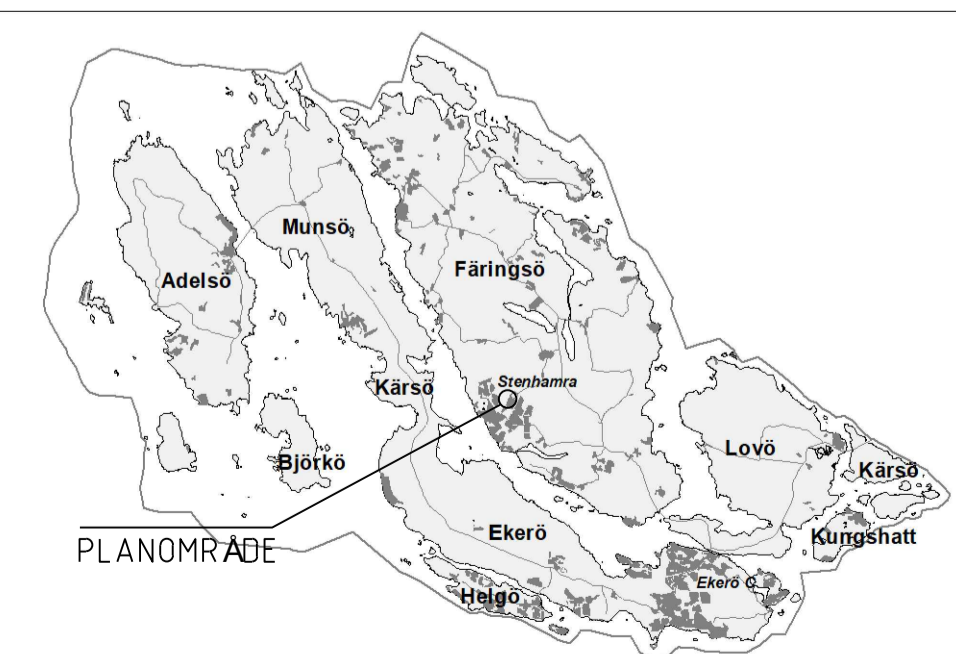 Munsö
Färingsö
Adelsö
Stenhamra
Kärsö
Lovö
Björkö
Kärsö
Ekerö
Kungshatt
PLANOMRÅDE
Ekerö C
Helgö